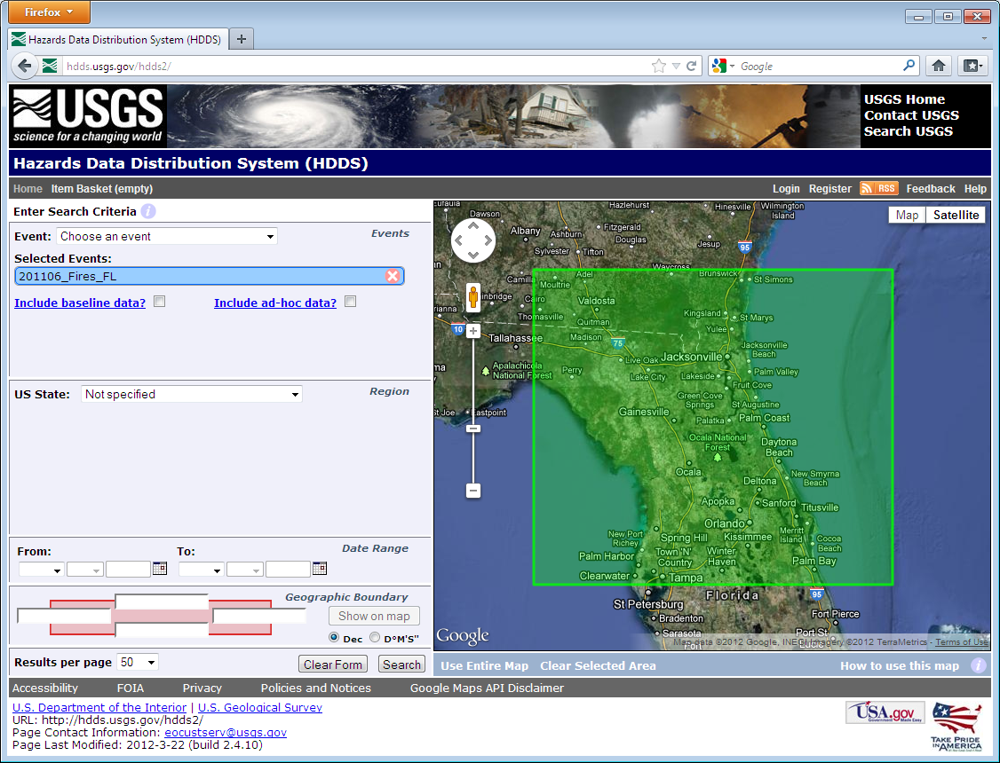 Firefox
Hazards Data Distribution System (HDDS)
hdds.usgs.gov/hdds2/
Google
USGS
science for a changing world
USGS Home
Contact USGS
Search USGS
Hazards Data Distribution System (HDDS)
Home Item Basket (empty)
Login Register RSS Feedback Help
Enter Search Criteria
Event: Choose an event
Events
Selected Events:
201106_Fires_FL
Include baseline data?
Include ad-hoc data?
US State: Not specified
Region
From: To:
Date Range
Geographic Boundary
Show on map
Dec D°M'S"
Results per page 50
Clear Form Search
Map Satellite
Hazlehurst
Hinesville
Wilmington Island
Dawson
Albany
Ashburn
Fitzgerald
Douglas
Sylvester
Tifton
Jesup
95
Waycross
Brunswick
St Simons
Adel
Moultrie
Camilla
Cairo
Valdosta
Thomasville
Quitman
Kingsland
St Marys
Yulee
10
Tallahassee
Madison
75
Jacksonville
Jacksonville Beach
Live Oak
Perry
Lake City
Lakeside
Palm Valley
Fruit Cove
Apalachicola National Forest
Green Cove Springs
St Augustine
Eastpoint
Gainesville
Palatka
Palm Coast
Ocala National Forest
Daytona Beach
Ocala
New Smyrna Beach
Deltona
Apopka
Sanford
Titusville
Orlando
Merritt Island
Cocoa Beach
New Port Richey
Spring Hill
Kissimmee
Palm Harbor
Town 'N' Country
Winter Haven
Palm Bay
Clearwater
Tampa
Florida
95
St Petersburg
Bradenton
Sarasota
Fort Pierce
Port St
Google
Map data ©2012 Google, INEGI Imagery ©2012 TerraMetrics - Terms of Use
Use Entire Map Clear Selected Area
How to use this map
Accessibility FOIA Privacy Policies and Notices Google Maps API Disclaimer
U.S. Department of the Interior | U.S. Geological Survey
URL: http://hdds.usgs.gov/hdds2/
Page Contact Information: eocustserv@usgs.gov
Page Last Modified: 2012-3-22 (build 2.4.10)
USA.gov
Government Made Easy
TAKE PRIDE
IN AMERICA